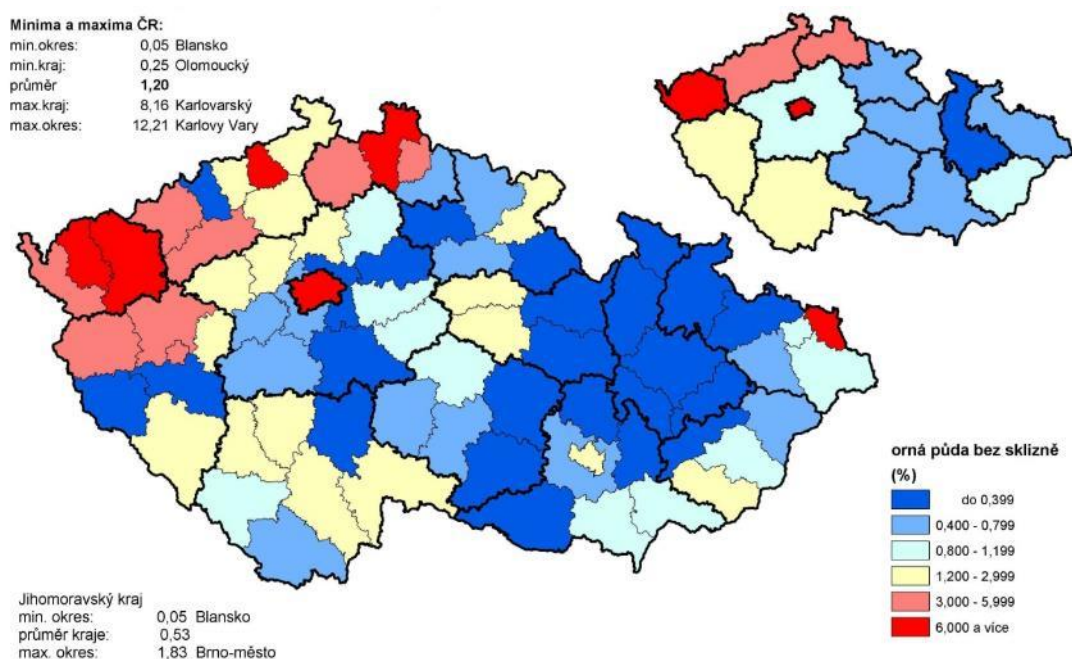 Minima a maxima ČR:
min.okres: 0,05 Blansko
min.kraj: 0,25 Olomoucký
průměr 1,20
max.kraj: 8,16 Karlovarský
max.okres: 12,21 Karlovy Vary
orná půda bez sklizně
(%)
do 0,399
0,400 - 0,799
0,800 - 1,199
1,200 - 2,999
3,000 - 5,999
6,000 a více
Jihomoravský kraj
min. okres: 0,05 Blansko
průměr kraje: 0,53
max. okres: 1,83 Brno-město